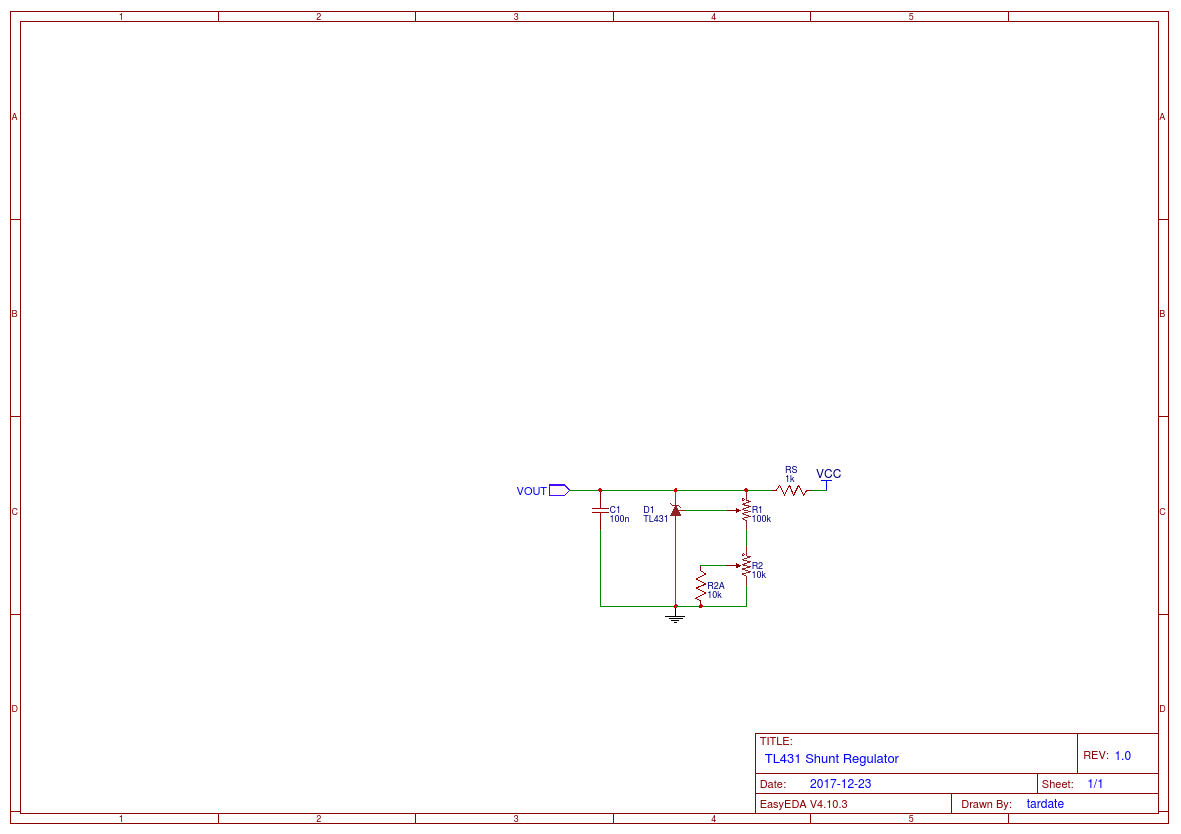 1 2 3 4 5
A A
B B
RS
1k
VCC
VOUT
C1
100n
D1
TL431
R1
100k
C C
R2
10k
R2A
10k
D D
TITLE:
TL431 Shunt Regulator
REV: 1.0
Date: 2017-12-23
Sheet: 1/1
EasyEDA V4.10.3
Drawn By: tardate
1 2 3 4 5